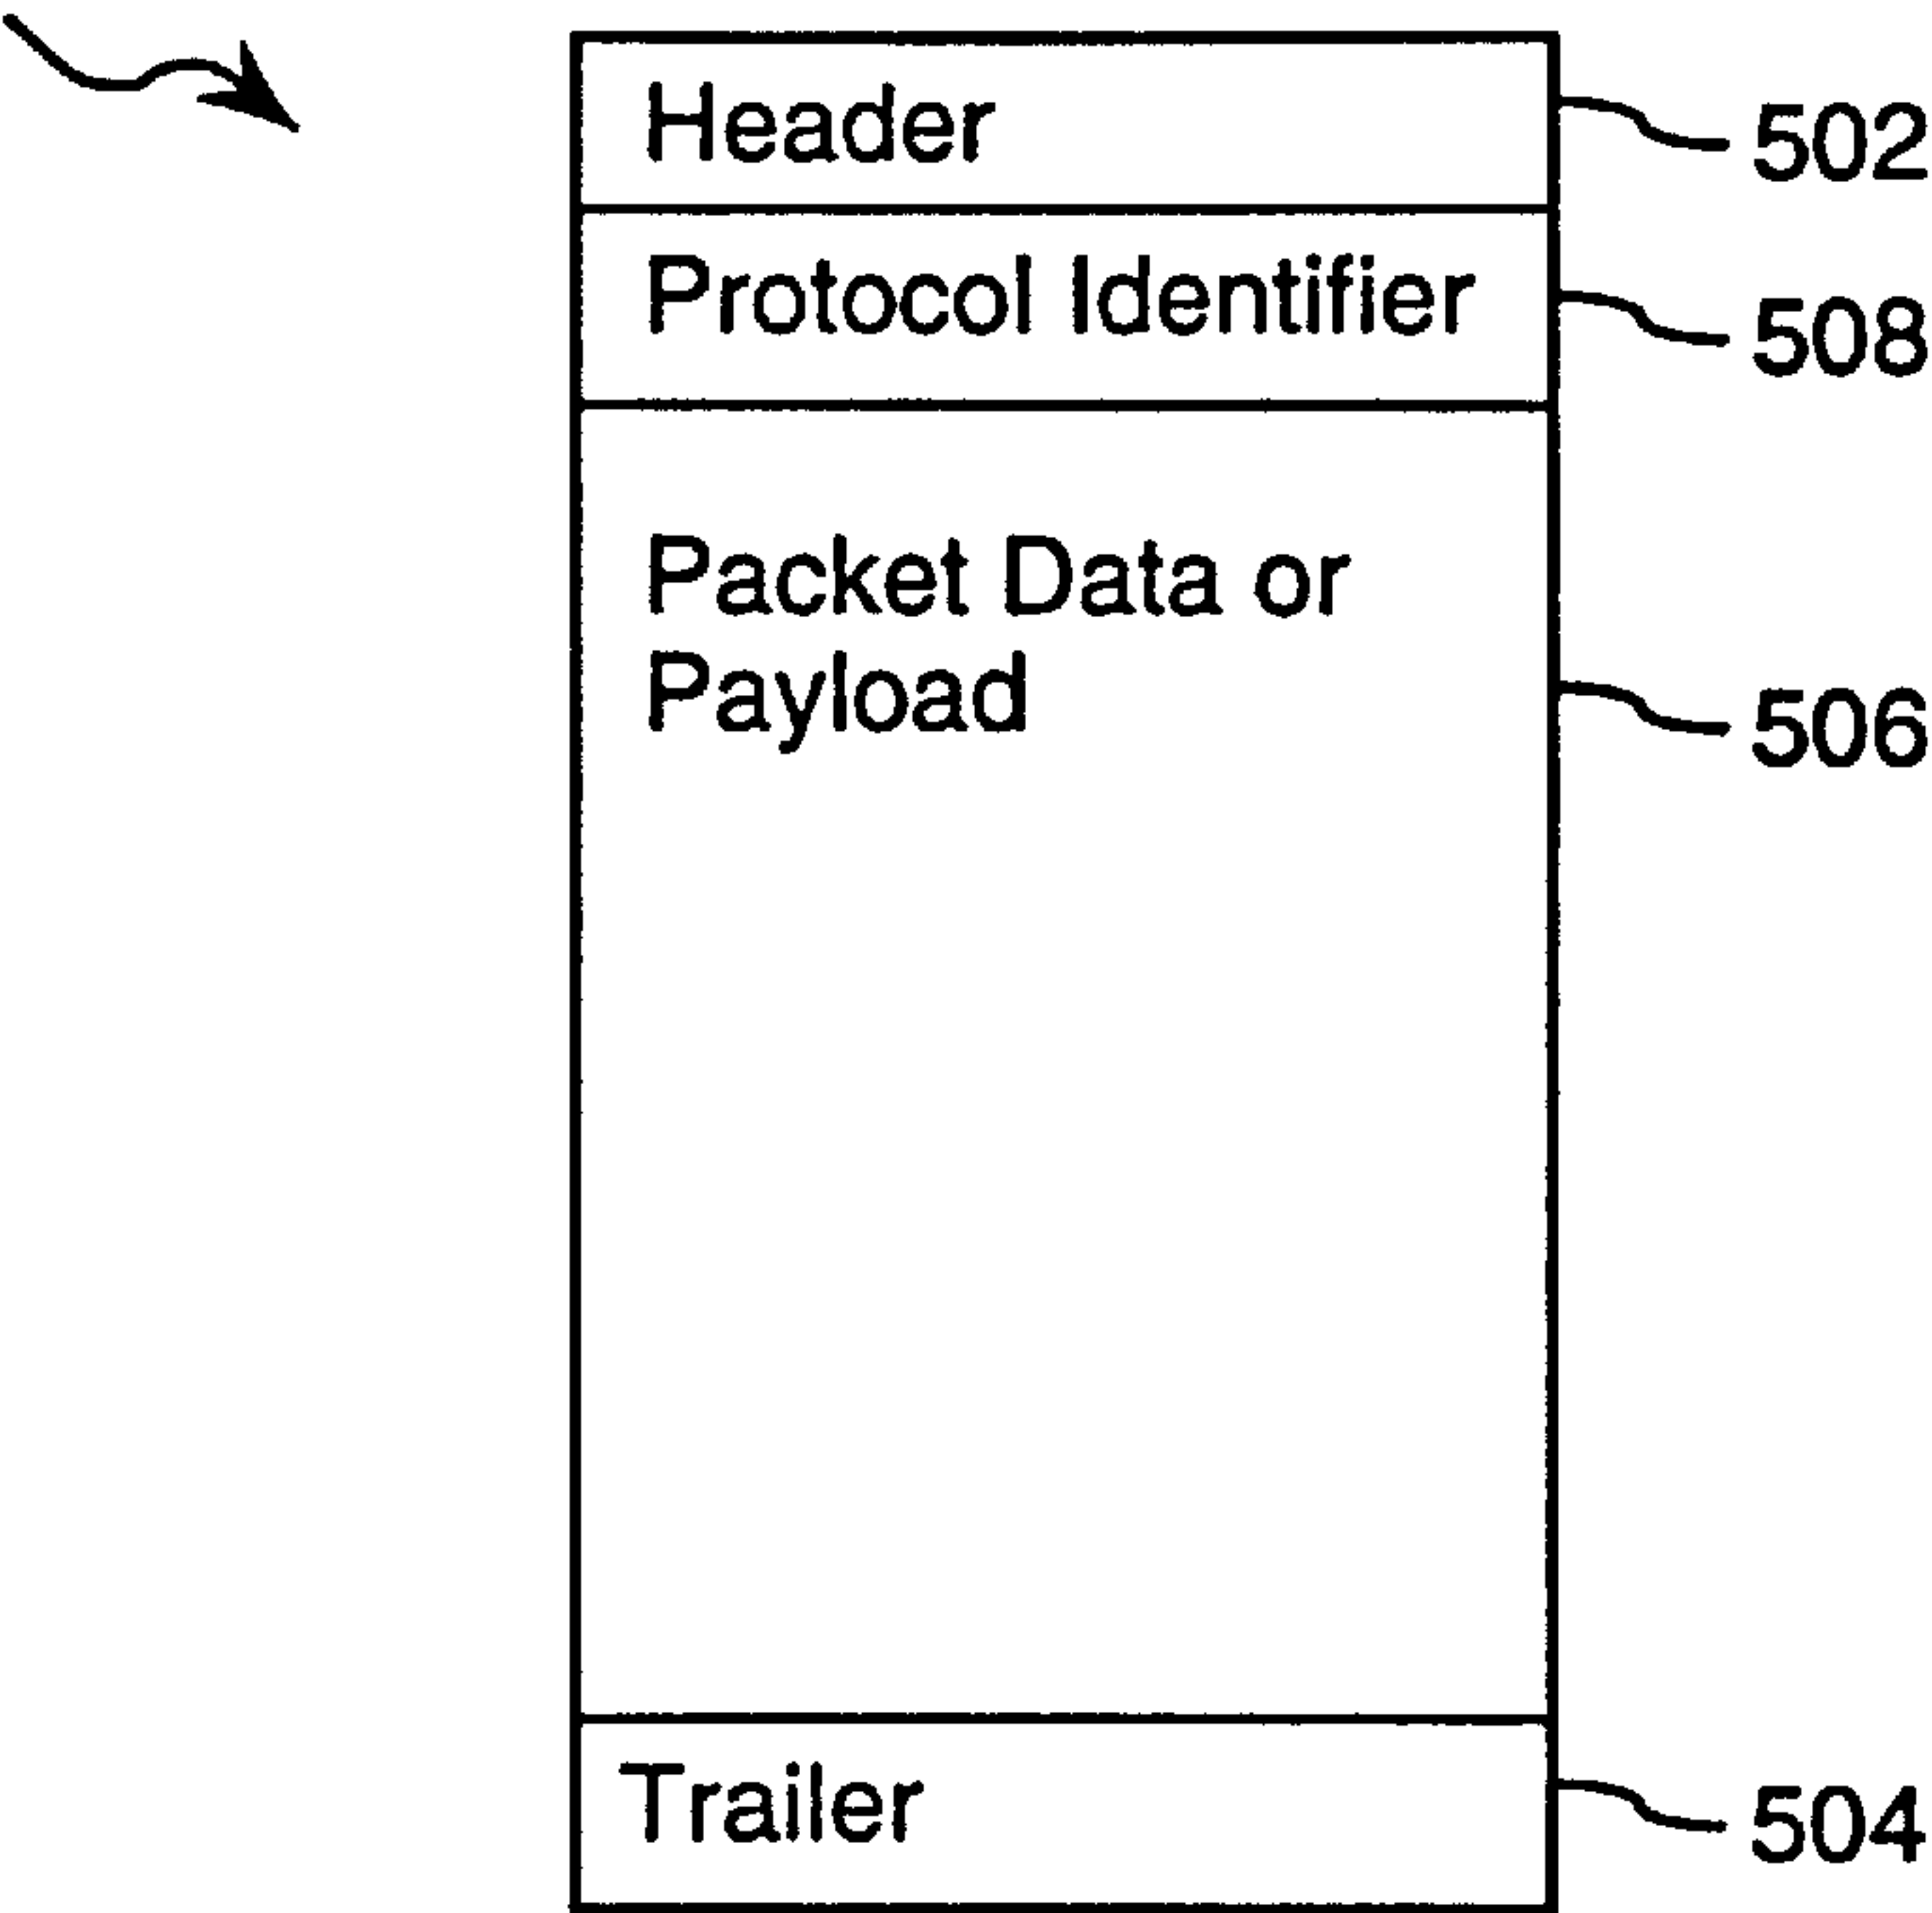 Header
502
Protocol Identifier
508
Packet Data or
Payload
506
Trailer
504